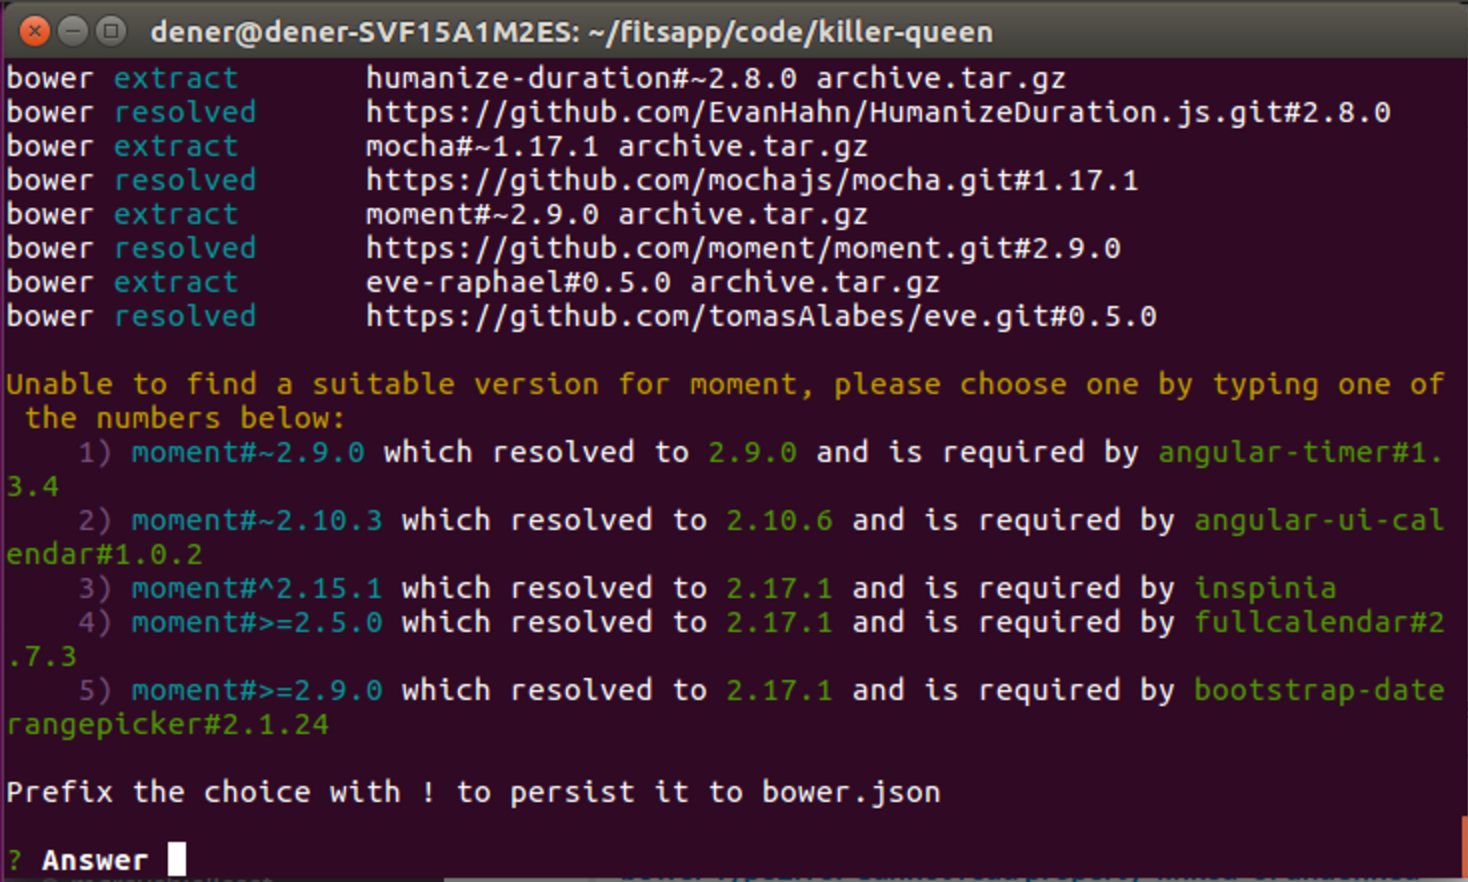 dener@dener-SVF15A1M2ES: ~/fitsapp/code/killer-queen
bower extract humanize-duration#~2.8.0 archive.tar.gz
bower resolved https://github.com/EvanHahn/HumanizeDuration.js.git#2.8.0
bower extract mocha#~1.17.1 archive.tar.gz
bower resolved https://github.com/mochajs/mocha.git#1.17.1
bower extract moment#~2.9.0 archive.tar.gz
bower resolved https://github.com/moment/moment.git#2.9.0
bower extract eve-raphael#0.5.0 archive.tar.gz
bower resolved https://github.com/tomasAlabes/eve.git#0.5.0
Unable to find a suitable version for moment, please choose one by typing one of
the numbers below:
1) moment#~2.9.0 which resolved to 2.9.0 and is required by angular-timer#1.
3.4
2) moment#~2.10.3 which resolved to 2.10.6 and is required by angular-ui-cal
endar#1.0.2
3) moment#^2.15.1 which resolved to 2.17.1 and is required by inspinia
4) moment#>=2.5.0 which resolved to 2.17.1 and is required by fullcalendar#2
.7.3
5) moment#>=2.9.0 which resolved to 2.17.1 and is required by bootstrap-date
rangepicker#2.1.24
Prefix the choice with ! to persist it to bower.json
? Answer